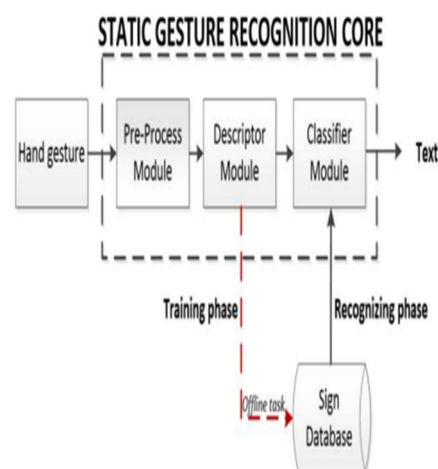 STATIC GESTURE RECOGNITION CORE
Hand gesture
Pre-Process
Module
Descriptor
Module
Classifier
Module
Text
Training phase
Recognizing phase
Offline task
Sign
Database